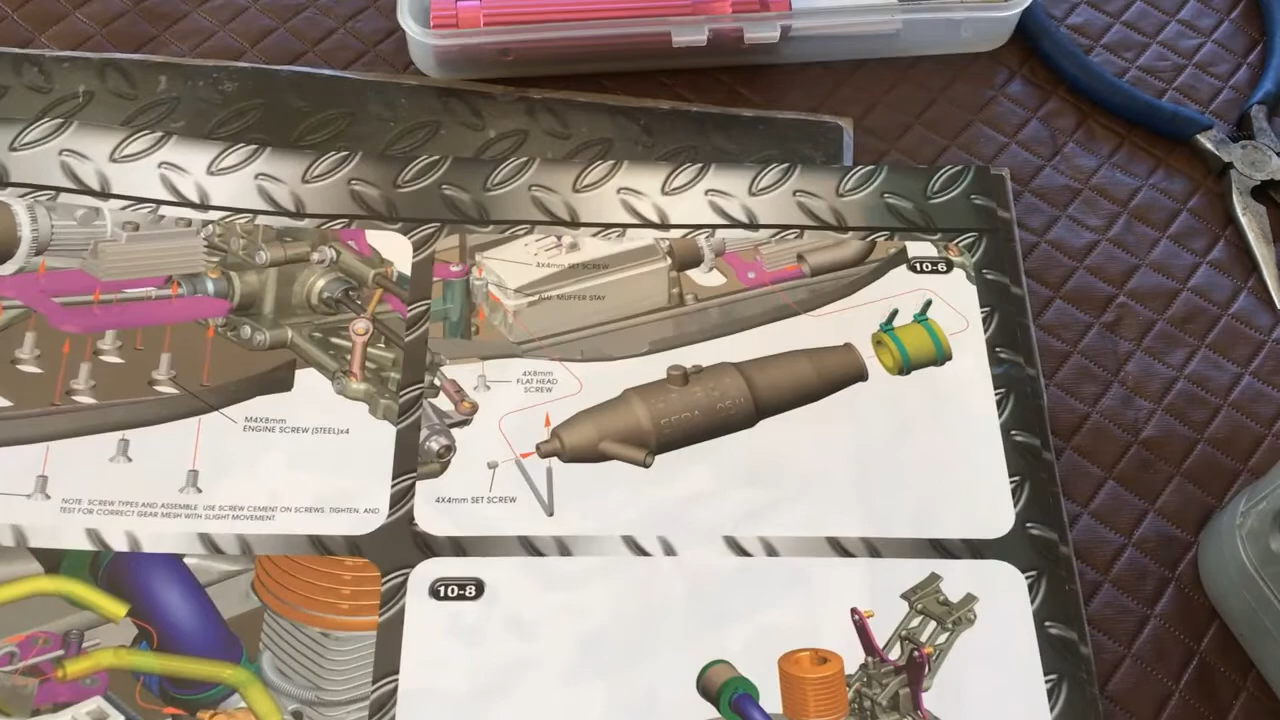 10-6
4X4mm SET SCREW
ALU. MUFFER STAY
4X8mm
FLAT HEAD
SCREW
4X4mm SET SCREW
M4X8mm
ENGINE SCREW (STEEL)x4
NOTE: SCREW TYPES AND ASSEMBLE. USE SCREW CEMENT ON SCREWS. TIGHTEN, AND
TEST FOR CORRECT GEAR MESH WITH SLIGHT MOVEMENT.
10-8